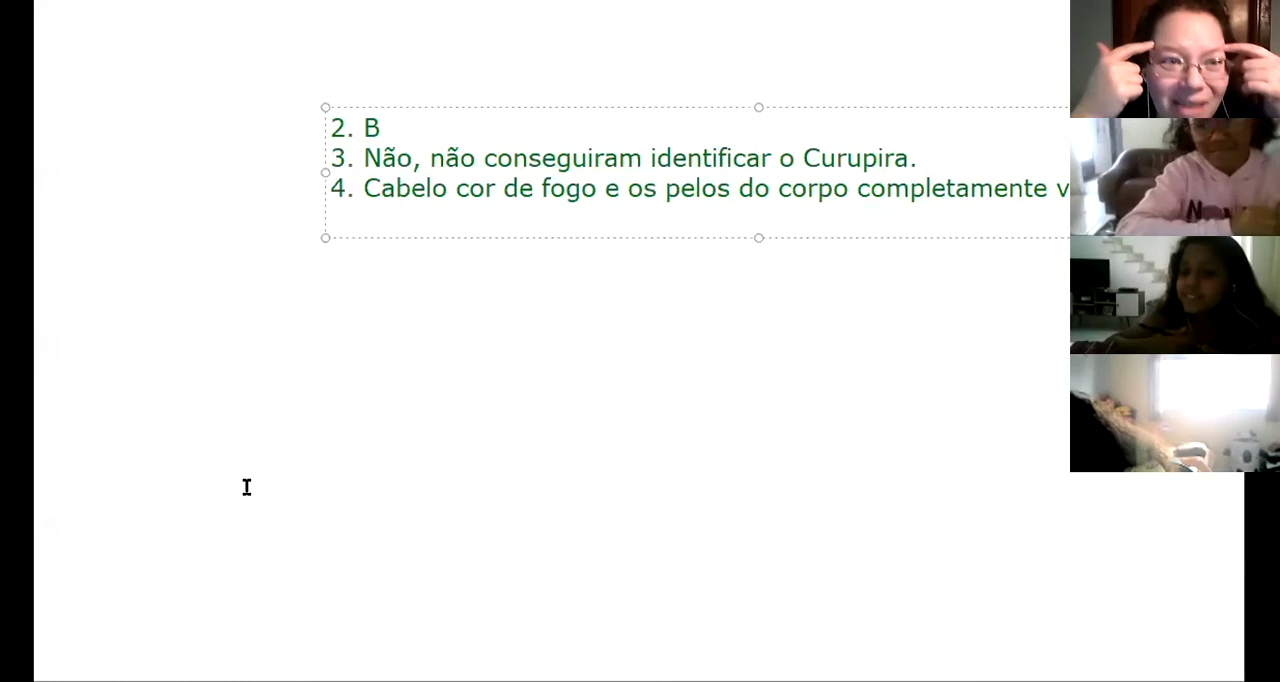 2. B
3. Não, não conseguiram identificar o Curupira.
4. Cabelo cor de fogo e os pelos do corpo completamente